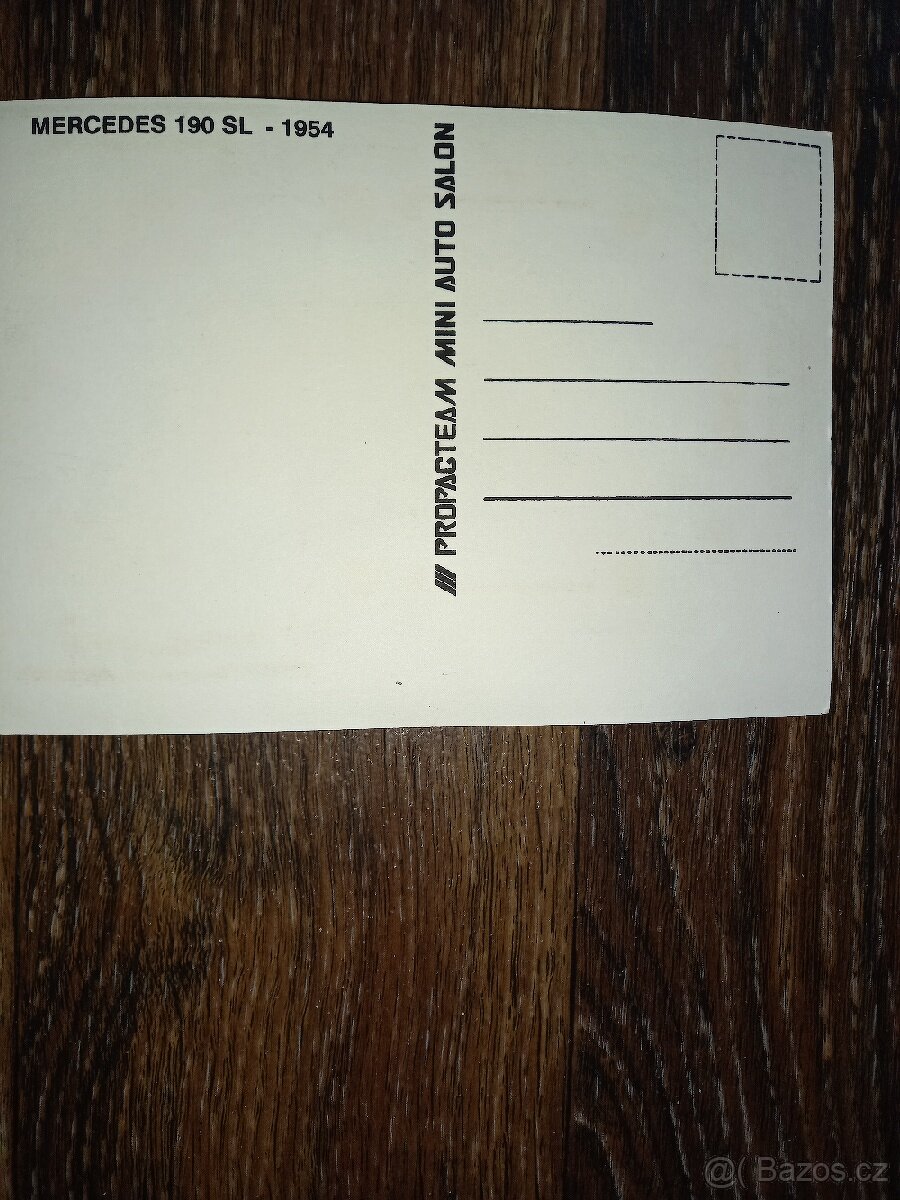 MERCEDES 190 SL - 1954
/// PROPAGTEAM MINI AUTO SALON
@( Bazos.cz